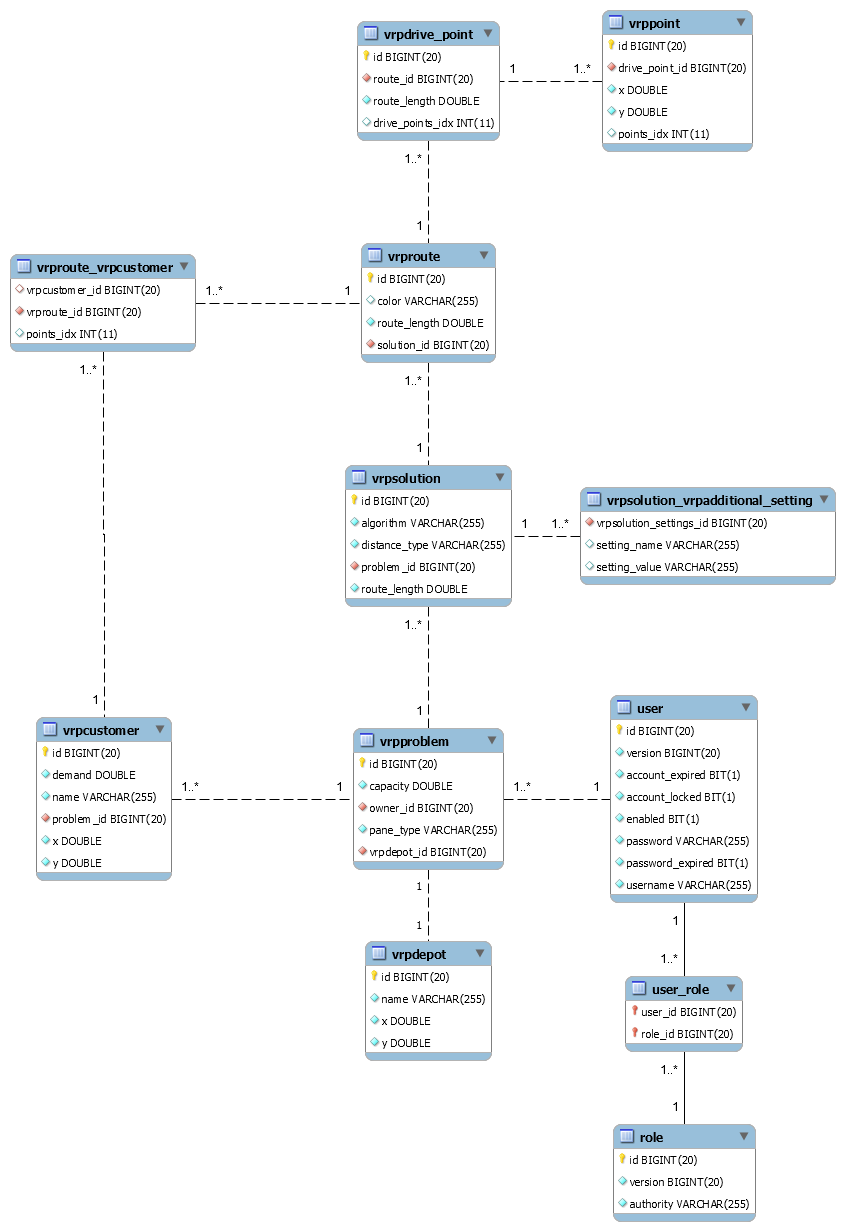 vrpdrive_point
id BIGINT(20)
route_id BIGINT(20)
route_length DOUBLE
drive_points_idx INT(11)
1
1..*
vrppoint
id BIGINT(20)
drive_point_id BIGINT(20)
x DOUBLE
y DOUBLE
points_idx INT(11)
1..*
1
vrproute_vrpcustomer
vrpcustomer_id BIGINT(20)
vrproute_id BIGINT(20)
points_idx INT(11)
1..*
1
vrproute
id BIGINT(20)
color VARCHAR(255)
route_length DOUBLE
solution_id BIGINT(20)
1..*
1..*
1
vrpsolution
id BIGINT(20)
algorithm VARCHAR(255)
distance_type VARCHAR(255)
problem_id BIGINT(20)
route_length DOUBLE
1
1..*
vrpsolution_vrpadditional_setting
vrpsolution_settings_id BIGINT(20)
setting_name VARCHAR(255)
setting_value VARCHAR(255)
1..*
1
1
vrpcustomer
id BIGINT(20)
demand DOUBLE
name VARCHAR(255)
problem_id BIGINT(20)
x DOUBLE
y DOUBLE
1..*
1
vrpproblem
id BIGINT(20)
capacity DOUBLE
owner_id BIGINT(20)
pane_type VARCHAR(255)
vrpdepot_id BIGINT(20)
1..*
1
user
id BIGINT(20)
version BIGINT(20)
account_expired BIT(1)
account_locked BIT(1)
enabled BIT(1)
password VARCHAR(255)
password_expired BIT(1)
username VARCHAR(255)
1
1
vrpdepot
id BIGINT(20)
name VARCHAR(255)
x DOUBLE
y DOUBLE
1
1..*
user_role
user_id BIGINT(20)
role_id BIGINT(20)
1..*
1
role
id BIGINT(20)
version BIGINT(20)
authority VARCHAR(255)